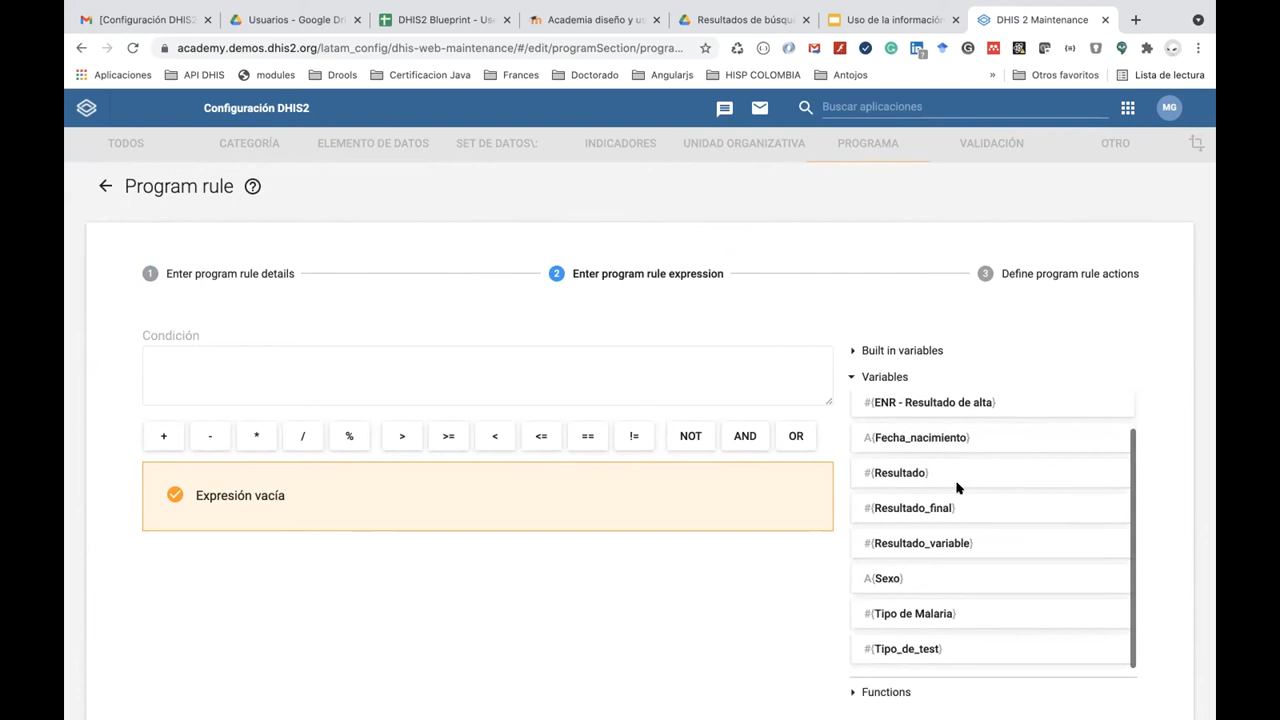 [Configuración DHIS2
Usuarios - Google Dri
DHIS2 Blueprint - Use
Academia diseño y us
Resultados de búsqu
Uso de la información
DHIS 2 Maintenance
academy.demos.dhis2.org/latam_config/dhis-web-maintenance/#/edit/programSection/progra...
Aplicaciones
API DHIS
modules
Drools
Certificacion Java
Frances
Doctorado
Angularjs
HISP COLOMBIA
Antojos
»
Otros favoritos
Lista de lectura
Configuración DHIS2
Buscar aplicaciones
MG
TODOS
CATEGORÍA
ELEMENTO DE DATOS
SET DE DATOS\:
INDICADORES
UNIDAD ORGANIZATIVA
PROGRAMA
VALIDACIÓN
OTRO
Program rule
1 Enter program rule details
2 Enter program rule expression
3 Define program rule actions
Condición
+ - * / % > >= < <= == != NOT AND OR
Expresión vacía
Built in variables
Variables
#{ENR - Resultado de alta}
A{Fecha_nacimiento}
#{Resultado}
#{Resultado_final}
#{Resultado_variable}
A{Sexo}
#{Tipo de Malaria}
#{Tipo_de_test}
Functions